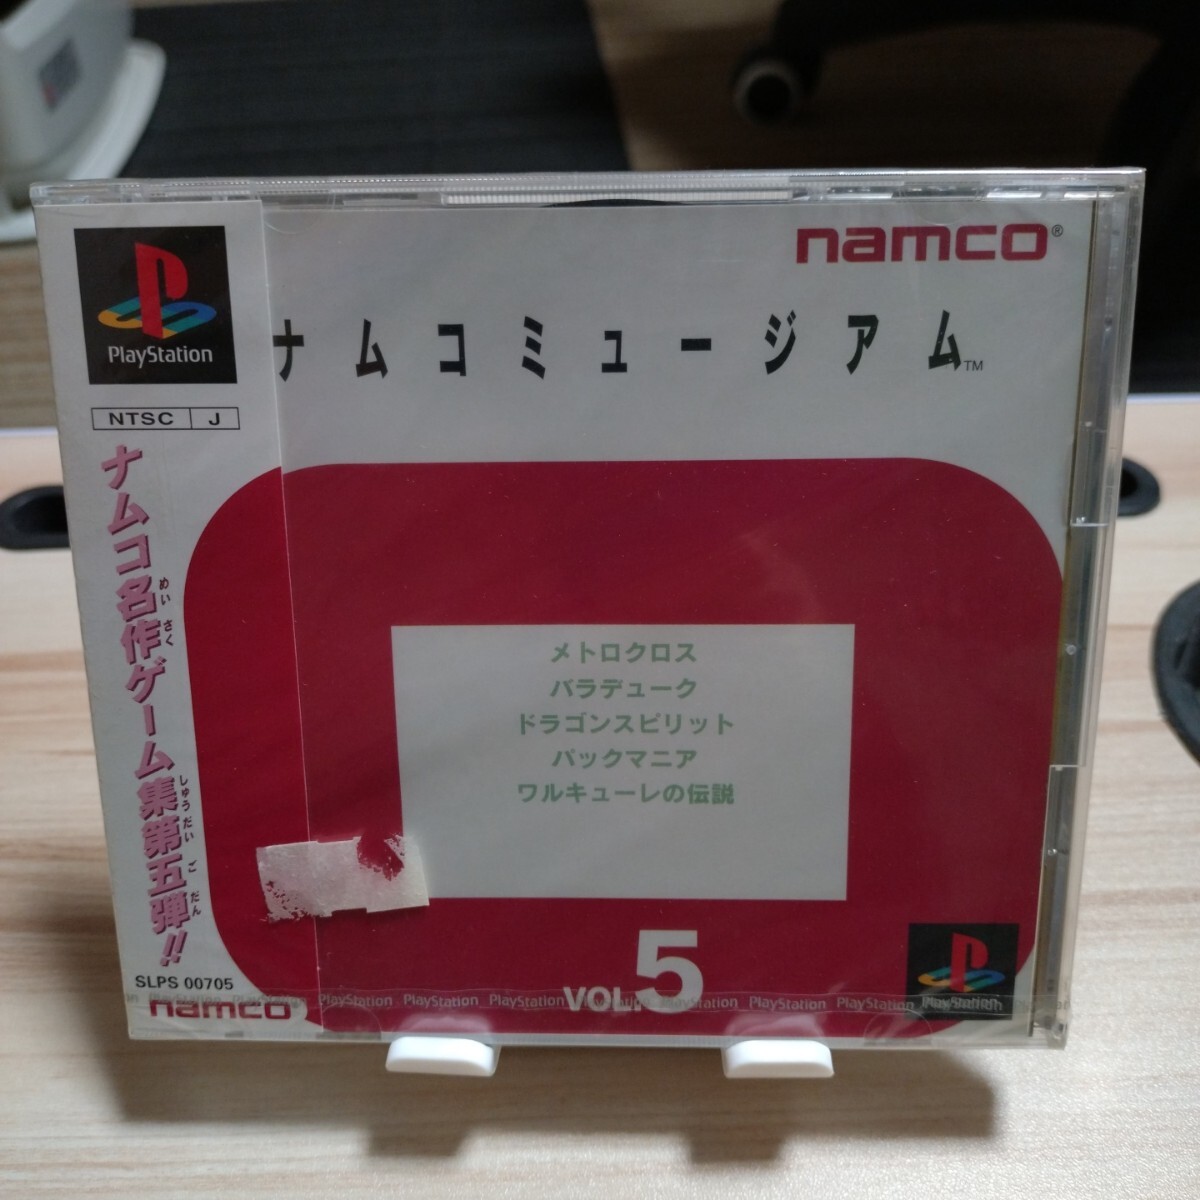 PlayStation
NTSC J
ナムコ名作ゲーム集第五弾!!
めいさく
しゅうだいごだん
SLPS 00705
namco
namco®
ナムコミュージアム™
メトロクロス
バラデューク
ドラゴンスピリット
パックマニア
ワルキューレの伝説
VOL.5
PlayStation
PlayStation PlayStation PlayStation PlayStation PlayStation PlayStation PlayStation PlayStation PlayStation